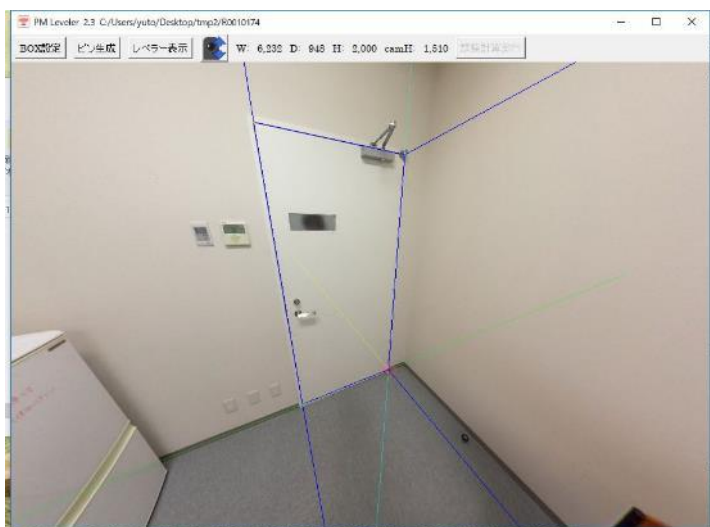 PM Leveler 2.3 C:/Users/yuto/Desktop/tmp2/R0010174
BOX設定 ピン生成 レベラー表示 W: 6,232 D: 948 H: 2,000 camH: 1,510